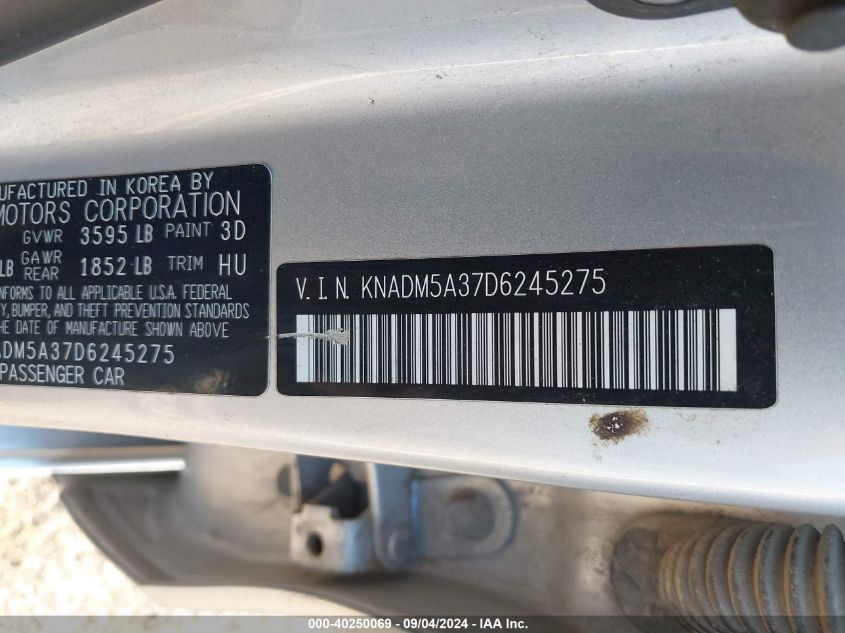 UFACTURED IN KOREA BY
MOTORS CORPORATION
GVWR 3595 LB PAINT 3D
LB GAWR REAR 1852 LB TRIM HU
NFORMS TO ALL APPLICABLE U.S.A. FEDERAL
TY, BUMPER, AND THEFT PREVENTION STANDARDS
HE DATE OF MANUFACTURE SHOWN ABOVE
ADM5A37D6245275
PASSENGER CAR
V.I.N. KNADM5A37D6245275
000-40250069 - 09/04/2024 - IAA Inc.